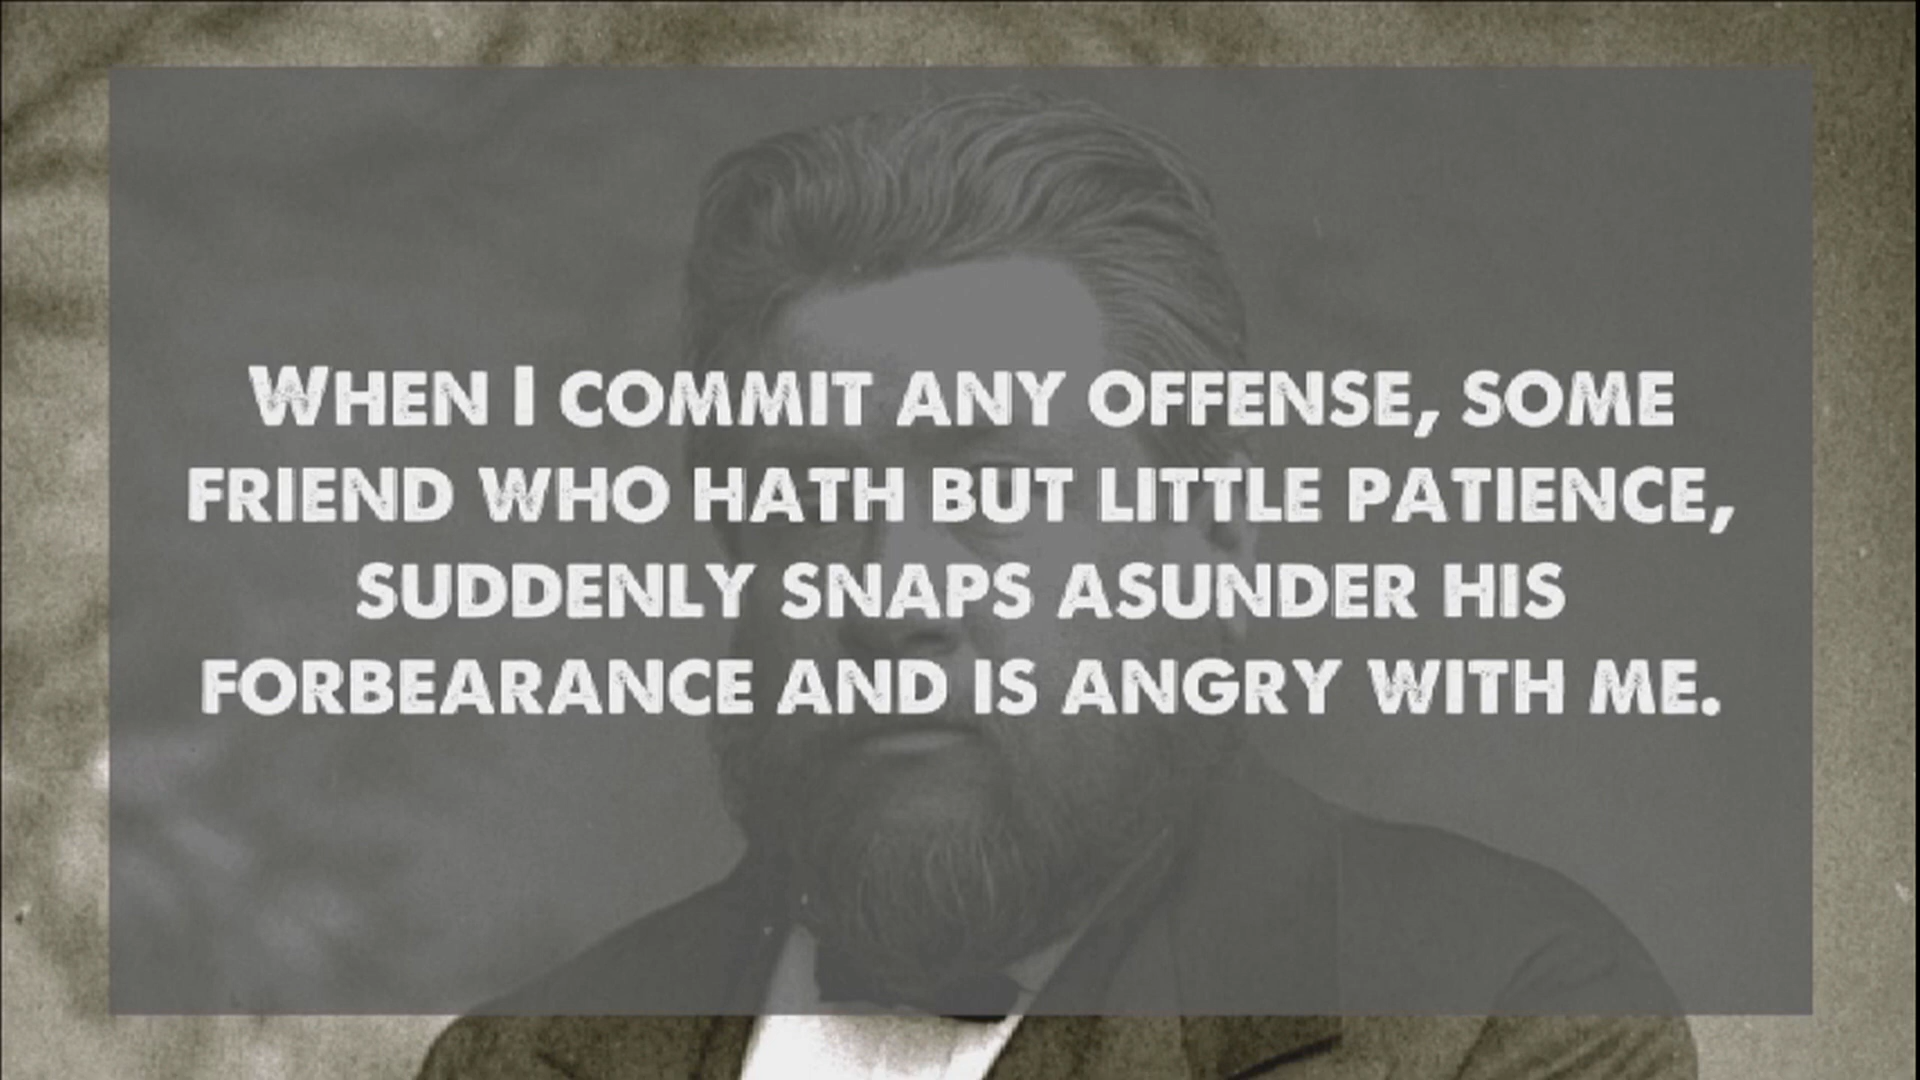 When I commit any offense, some
friend who hath but little patience,
suddenly snaps asunder his
forbearance and is angry with me.